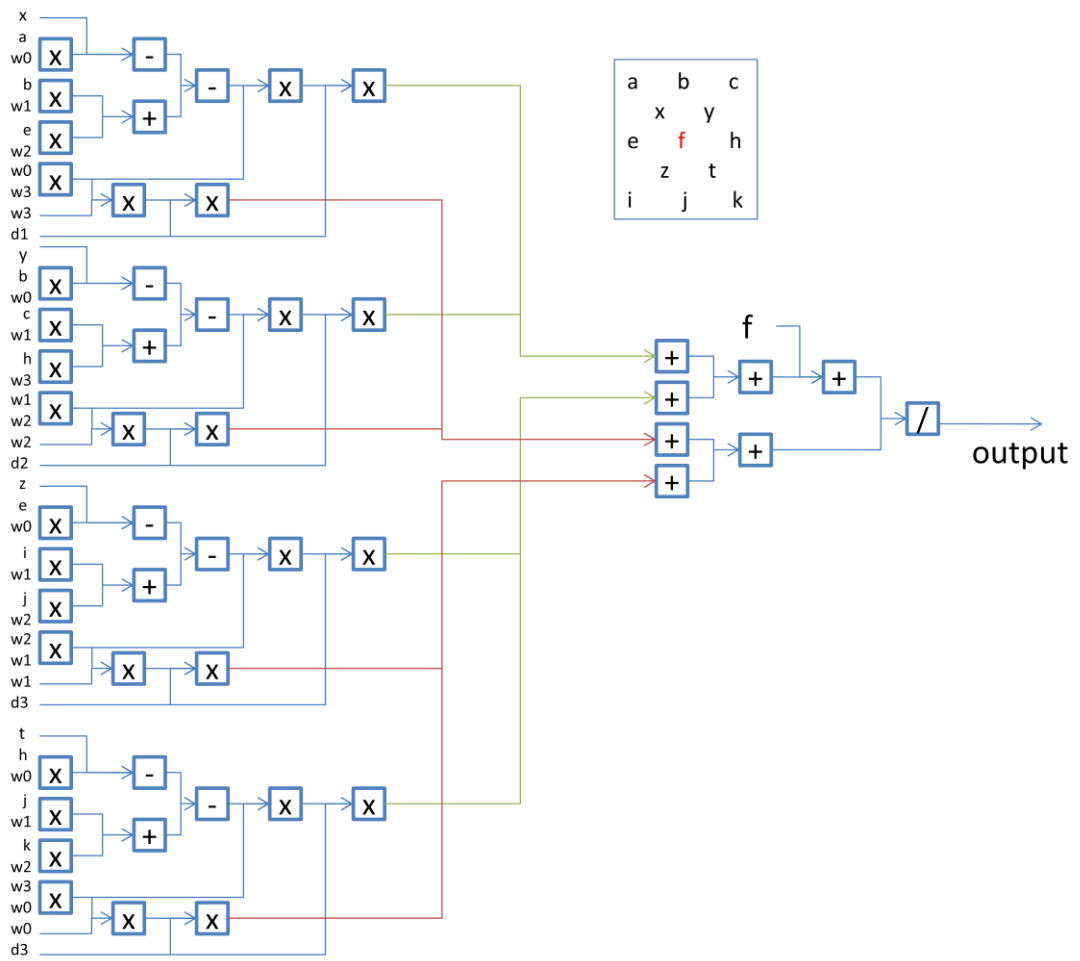 x
a
w0 X -
- X X
b
w1 X
+
e
w2 X
w0
w3 X
X X
w3
d1
y
b
w0 X -
- X X
c
w1 X
+
h
w3 X
w1
w2 X
X X
w2
d2
z
e
w0 X -
- X X
i
w1 X
+
j
w2 X
w2
w1 X
X X
w1
d3
t
h
w0 X -
- X X
j
w1 X
+
k
w2 X
w3
w0 X
X X
w0
d3
a b c
x y
e f h
z t
i j k
f
+
+ +
+
/
+
+
+
output